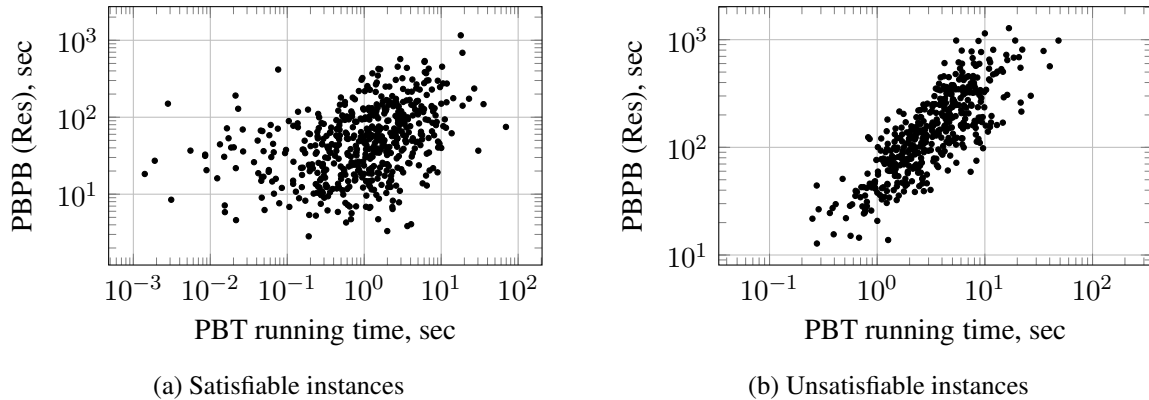 10^3
10^2
10^1
PBPB (Res), sec
10^−3 10^−2 10^−1 10^0 10^1 10^2
PBT running time, sec
(a) Satisfiable instances
10^3
10^2
10^1
PBPB (Res), sec
10^−1 10^0 10^1 10^2
PBT running time, sec
(b) Unsatisfiable instances